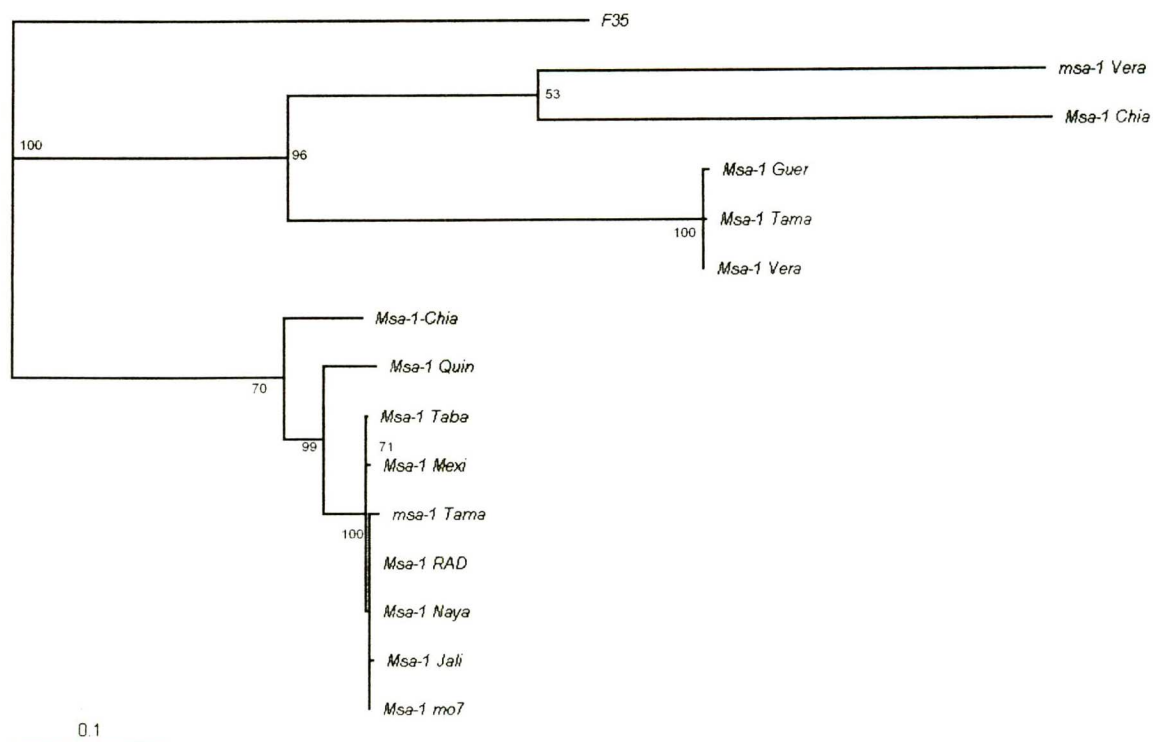 F35
msa-1 Vera
53
Msa-1 Chia
100
96
Msa-1 Guer
Msa-1 Tama
100
Msa-1 Vera
Msa-1-Chia
Msa-1 Quin
70
Msa-1 Taba
99
71
Msa-1 Mexi
msa-1 Tama
100
Msa-1 RAD
Msa-1 Naya
Msa-1 Jali
Msa-1 mo7
0.1